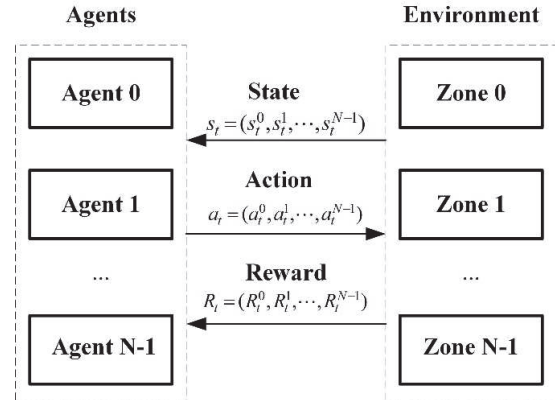 Agents
Environment
Agent 0
State
Zone 0
s_t = (s_t^0, s_t^1, ⋯, s_t^{N-1})
Agent 1
Action
Zone 1
a_t = (a_t^0, a_t^1, ⋯, a_t^{N-1})
...
Reward
...
R_t = (R_t^0, R_t^1, ⋯, R_t^{N-1})
Agent N-1
Zone N-1